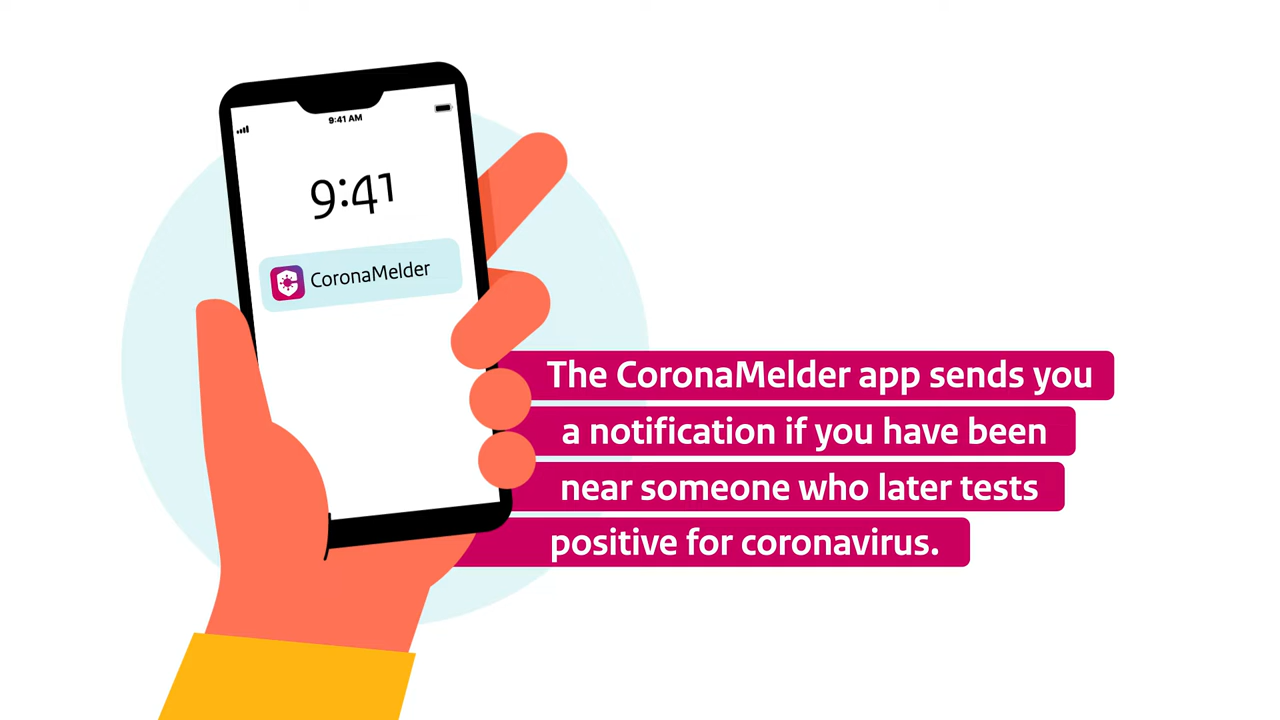 9:41 AM
9:41
CoronaMelder
The CoronaMelder app sends you
a notification if you have been
near someone who later tests
positive for coronavirus.